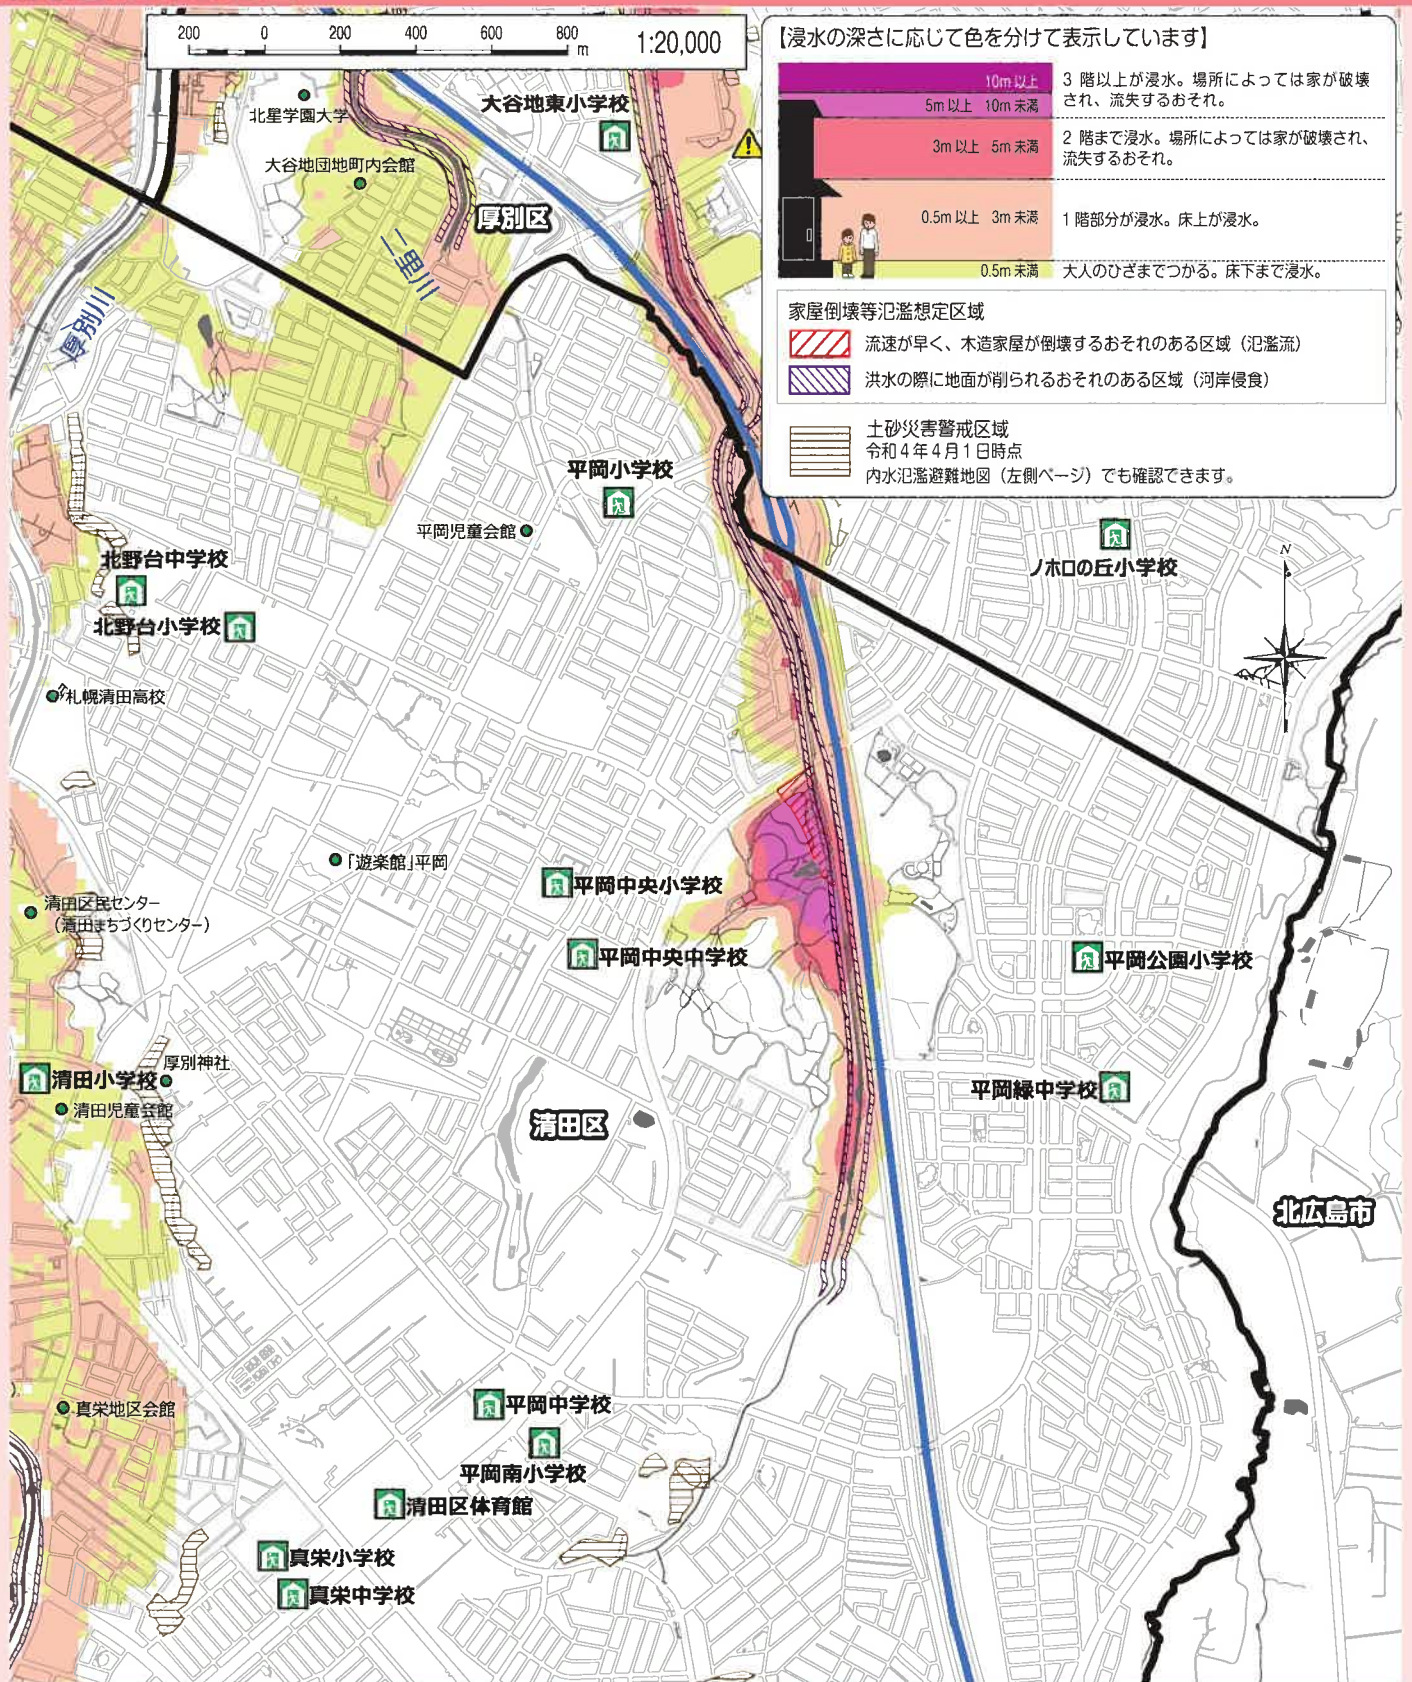 200 0 200 400 600 800 m 1:20,000
【浸水の深さに応じて色を分けて表示しています】
10m以上
3 階以上が浸水。場所によっては家が破壊
され、流失するおそれ。
5m以上 10m未満
3m以上 5m未満
2 階まで浸水。場所によっては家が破壊され、
流失するおそれ。
0.5m以上 3m未満
1階部分が浸水。床上が浸水。
0.5m未満
大人のひざまでつかる。床下まで浸水。
家屋倒壊等氾濫想定区域
流速が早く、木造家屋が倒壊するおそれのある区域（氾濫流）
洪水の際に地面が削られるおそれのある区域（河岸侵食）
土砂災害警戒区域
令和4年4月1日時点
内水氾濫避難地図（左側ページ）でも確認できます。
北星学園大学
大谷地東小学校
大谷地団地町内会館
厚別区
二里川
厚別川
平岡小学校
平岡児童会館
ノホロの丘小学校
N
北野台中学校
北野台小学校
札幌清田高校
「遊楽館」平岡
平岡中央小学校
清田区民センター
（清田まちづくりセンター）
平岡中央中学校
平岡公園小学校
厚別神社
清田小学校
清田児童会館
平岡緑中学校
清田区
北広島市
真栄地区会館
平岡中学校
平岡南小学校
清田区体育館
真栄小学校
真栄中学校